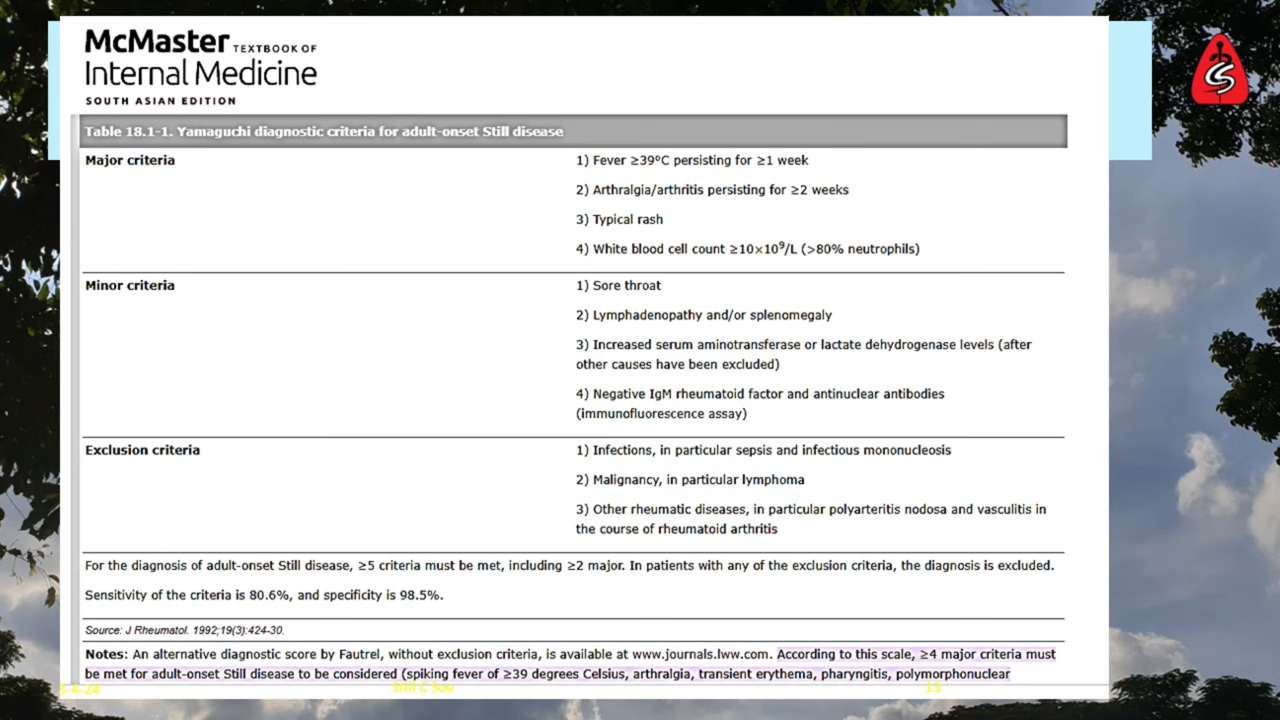 McMaster TEXTBOOK OF
Internal Medicine
SOUTH ASIAN EDITION
Table 18.1-1. Yamaguchi diagnostic criteria for adult-onset Still disease
Major criteria
1) Fever ≥39°C persisting for ≥1 week
2) Arthralgia/arthritis persisting for ≥2 weeks
3) Typical rash
4) White blood cell count ≥10×10⁹/L (>80% neutrophils)
Minor criteria
1) Sore throat
2) Lymphadenopathy and/or splenomegaly
3) Increased serum aminotransferase or lactate dehydrogenase levels (after
other causes have been excluded)
4) Negative IgM rheumatoid factor and antinuclear antibodies
(immunofluorescence assay)
Exclusion criteria
1) Infections, in particular sepsis and infectious mononucleosis
2) Malignancy, in particular lymphoma
3) Other rheumatic diseases, in particular polyarteritis nodosa and vasculitis in
the course of rheumatoid arthritis
For the diagnosis of adult-onset Still disease, ≥5 criteria must be met, including ≥2 major. In patients with any of the exclusion criteria, the diagnosis is excluded.
Sensitivity of the criteria is 80.6%, and specificity is 98.5%.
Source: J Rheumatol. 1992;19(3):424-30.
Notes: An alternative diagnostic score by Fautrel, without exclusion criteria, is available at www.journals.lww.com. According to this scale, ≥4 major criteria must
be met for adult-onset Still disease to be considered (spiking fever of ≥39 degrees Celsius, arthralgia, transient erythema, pharyngitis, polymorphonuclear
-4-24
Still C Sov
13